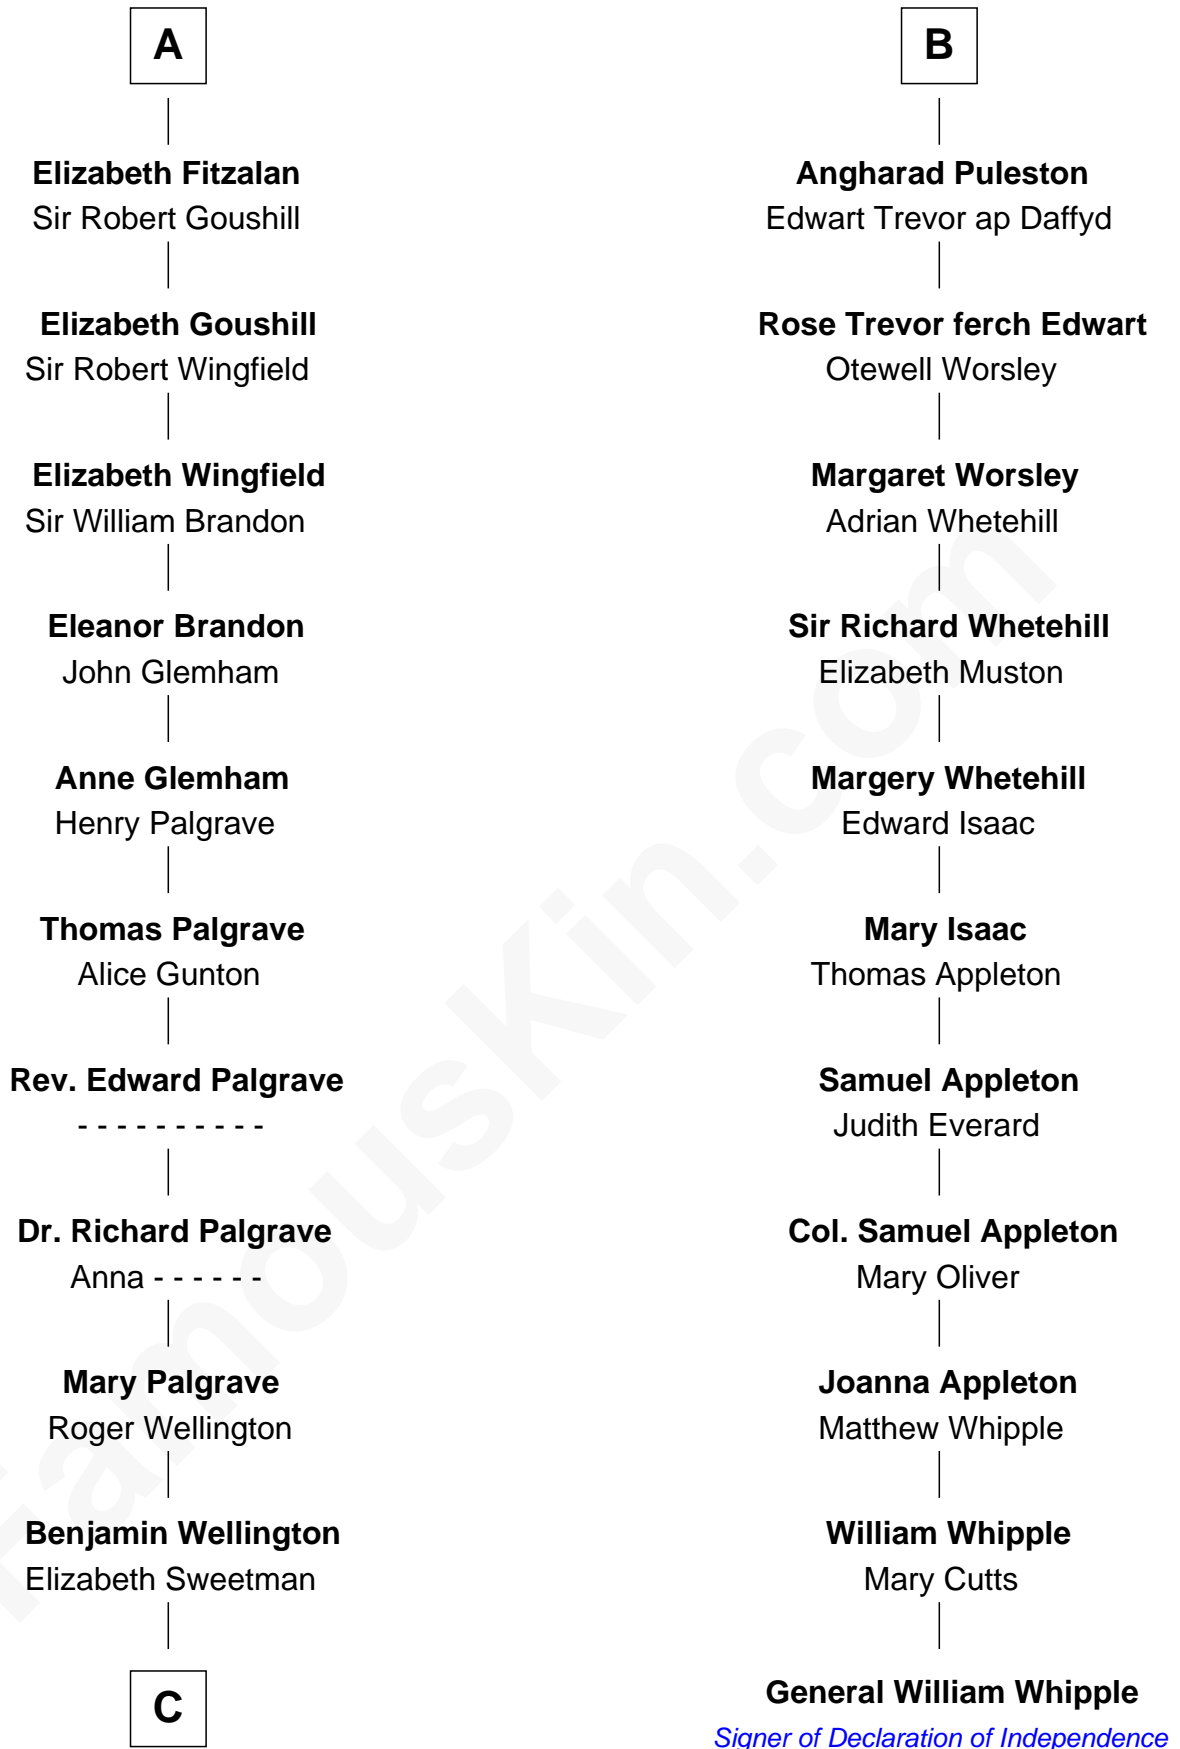 A
Elizabeth Fitzalan
Sir Robert Goushill
Elizabeth Goushill
Sir Robert Wingfield
Elizabeth Wingfield
Sir William Brandon
Eleanor Brandon
John Glemham
Anne Glemham
Henry Palgrave
Thomas Palgrave
Alice Gunton
Rev. Edward Palgrave
- - - - - - - - - -
Dr. Richard Palgrave
Anna - - - - - -
Mary Palgrave
Roger Wellington
Benjamin Wellington
Elizabeth Sweetman
C
B
Angharad Puleston
Edwart Trevor ap Daffyd
Rose Trevor ferch Edwart
Otewell Worsley
Margaret Worsley
Adrian Whetehill
Sir Richard Whetehill
Elizabeth Muston
Margery Whetehill
Edward Isaac
Mary Isaac
Thomas Appleton
Samuel Appleton
Judith Everard
Col. Samuel Appleton
Mary Oliver
Joanna Appleton
Matthew Whipple
William Whipple
Mary Cutts
General William Whipple
Signer of Declaration of Independence
FamousKin.com